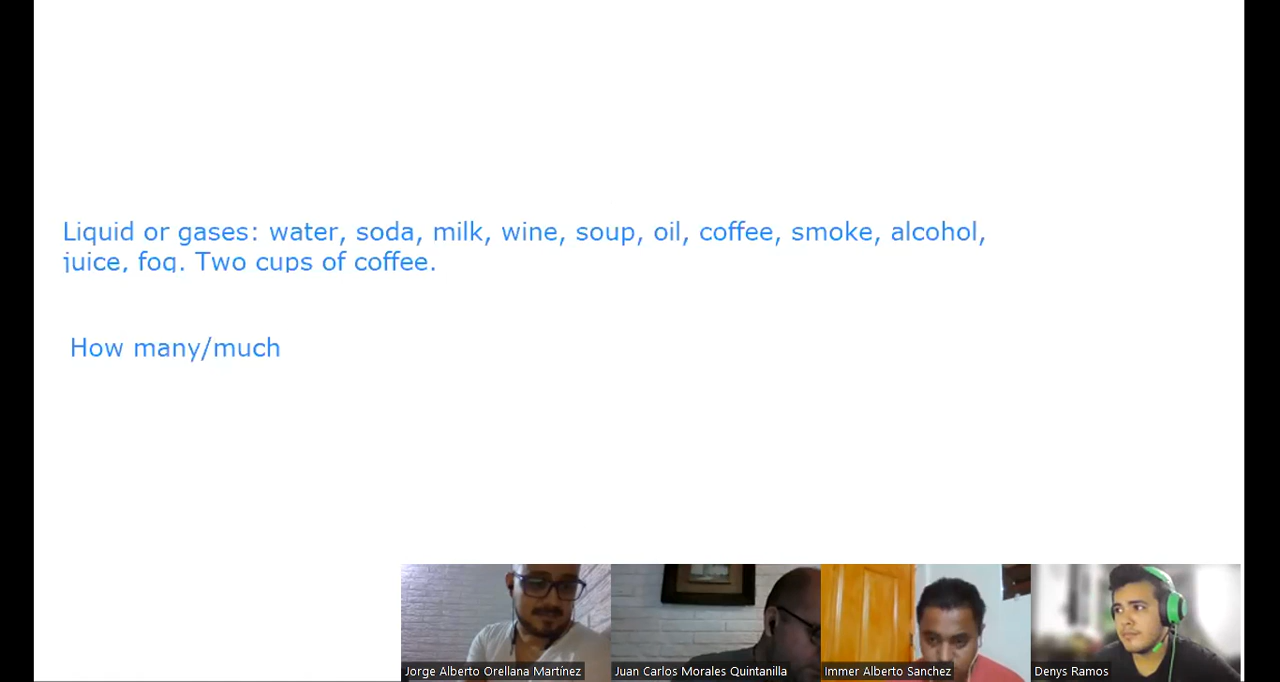 Liquid or gases: water, soda, milk, wine, soup, oil, coffee, smoke, alcohol,
juice, fog. Two cups of coffee.
How many/much
Jorge Alberto Orellana Martínez
Juan Carlos Morales Quintanilla
Immer Alberto Sanchez
Denys Ramos